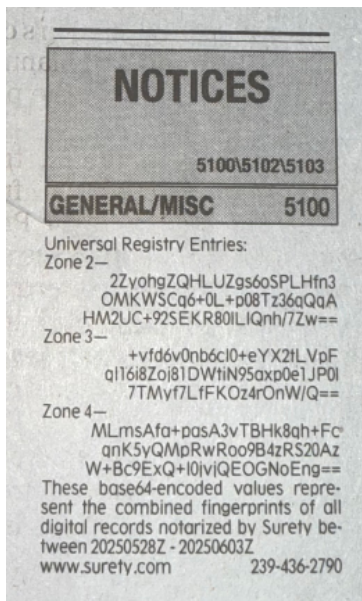 NOTICES
5100\5102\5103
GENERAL/MISC 5100
Universal Registry Entries:
Zone 2—
2ZyohgZQHLUZgs6oSPLHfn3
OMKWSCq6+0L+p08Tz36qQqA
HM2UC+92SEKR80ILIQnh/7Zw==
Zone 3—
+vfd6v0nb6cI0+eYX2tLVpF
qI16i8Zoj81DWtiN95axp0e1JP0l
7TMyf7LfFKOz4rOnW/Q==
Zone 4—
MLmsAfa+pasA3vTBHk8qh+Fc
qnK5yQMpRwRoo9B4zRS20Az
W+Bc9ExQ+I0jvjQEOGNoEng==
These base64-encoded values repre-
sent the combined fingerprints of all
digital records notarized by Surety be-
tween 20250528Z - 20250603Z
www.surety.com 239-436-2790